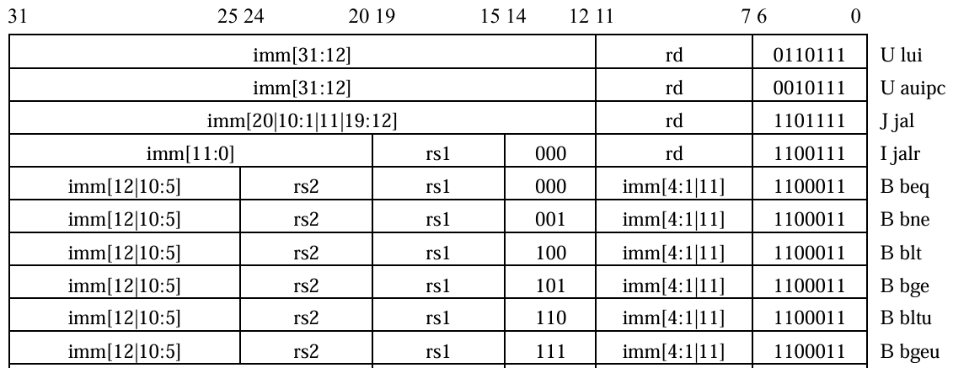 31 25 24 20 19 15 14 12 11 7 6 0
imm[31:12] rd 0110111 U lui
imm[31:12] rd 0010111 U auipc
imm[20|10:1|11|19:12] rd 1101111 J jal
imm[11:0] rs1 000 rd 1100111 I jalr
imm[12|10:5] rs2 rs1 000 imm[4:1|11] 1100011 B beq
imm[12|10:5] rs2 rs1 001 imm[4:1|11] 1100011 B bne
imm[12|10:5] rs2 rs1 100 imm[4:1|11] 1100011 B blt
imm[12|10:5] rs2 rs1 101 imm[4:1|11] 1100011 B bge
imm[12|10:5] rs2 rs1 110 imm[4:1|11] 1100011 B bltu
imm[12|10:5] rs2 rs1 111 imm[4:1|11] 1100011 B bgeu